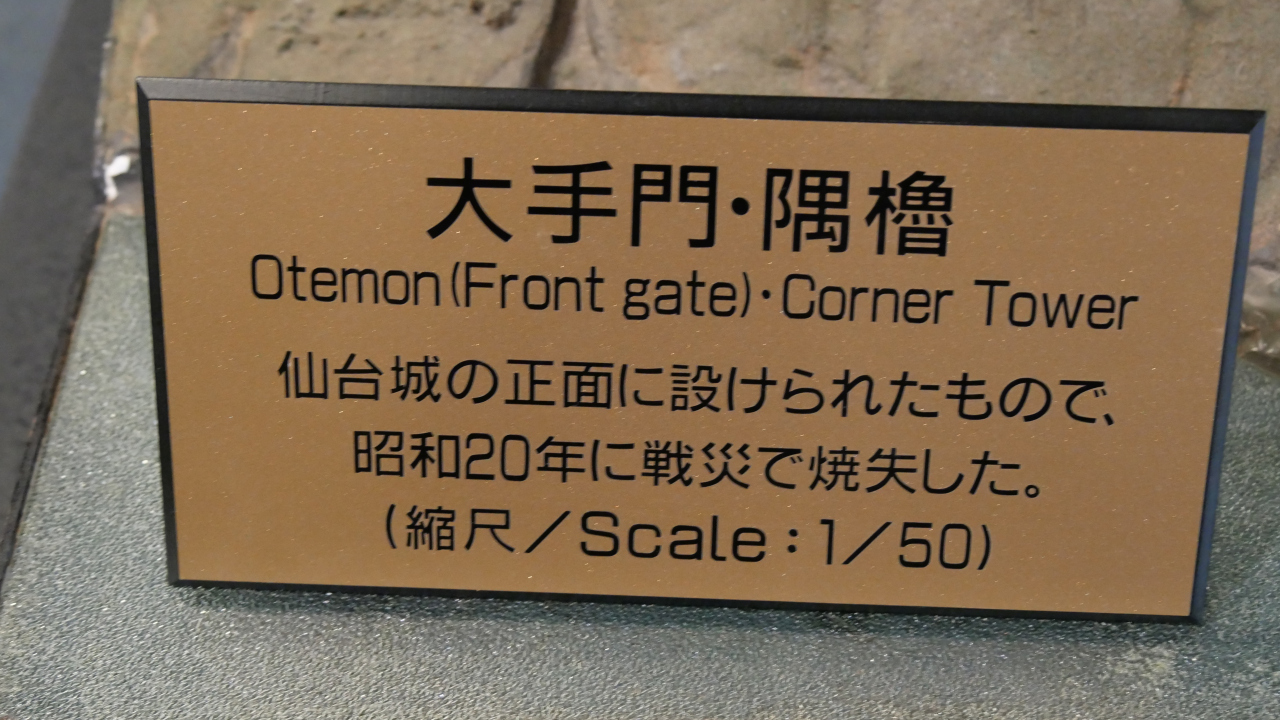 大手門・隅櫓
Otemon(Front gate)・Corner Tower
仙台城の正面に設けられたもので、
昭和20年に戦災で焼失した。
(縮尺／Scale：1／50)